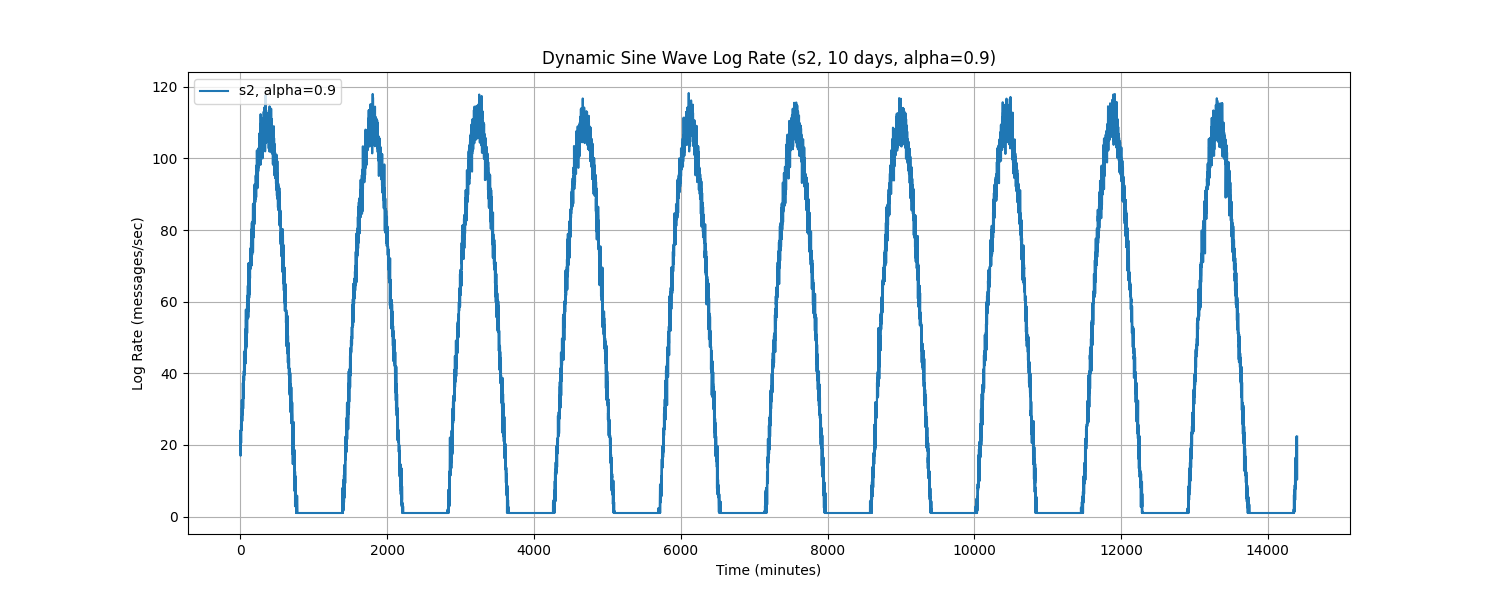 Dynamic Sine Wave Log Rate (s2, 10 days, alpha=0.9)
s2, alpha=0.9
Log Rate (messages/sec)
120
100
80
60
40
20
0
0 2000 4000 6000 8000 10000 12000 14000
Time (minutes)